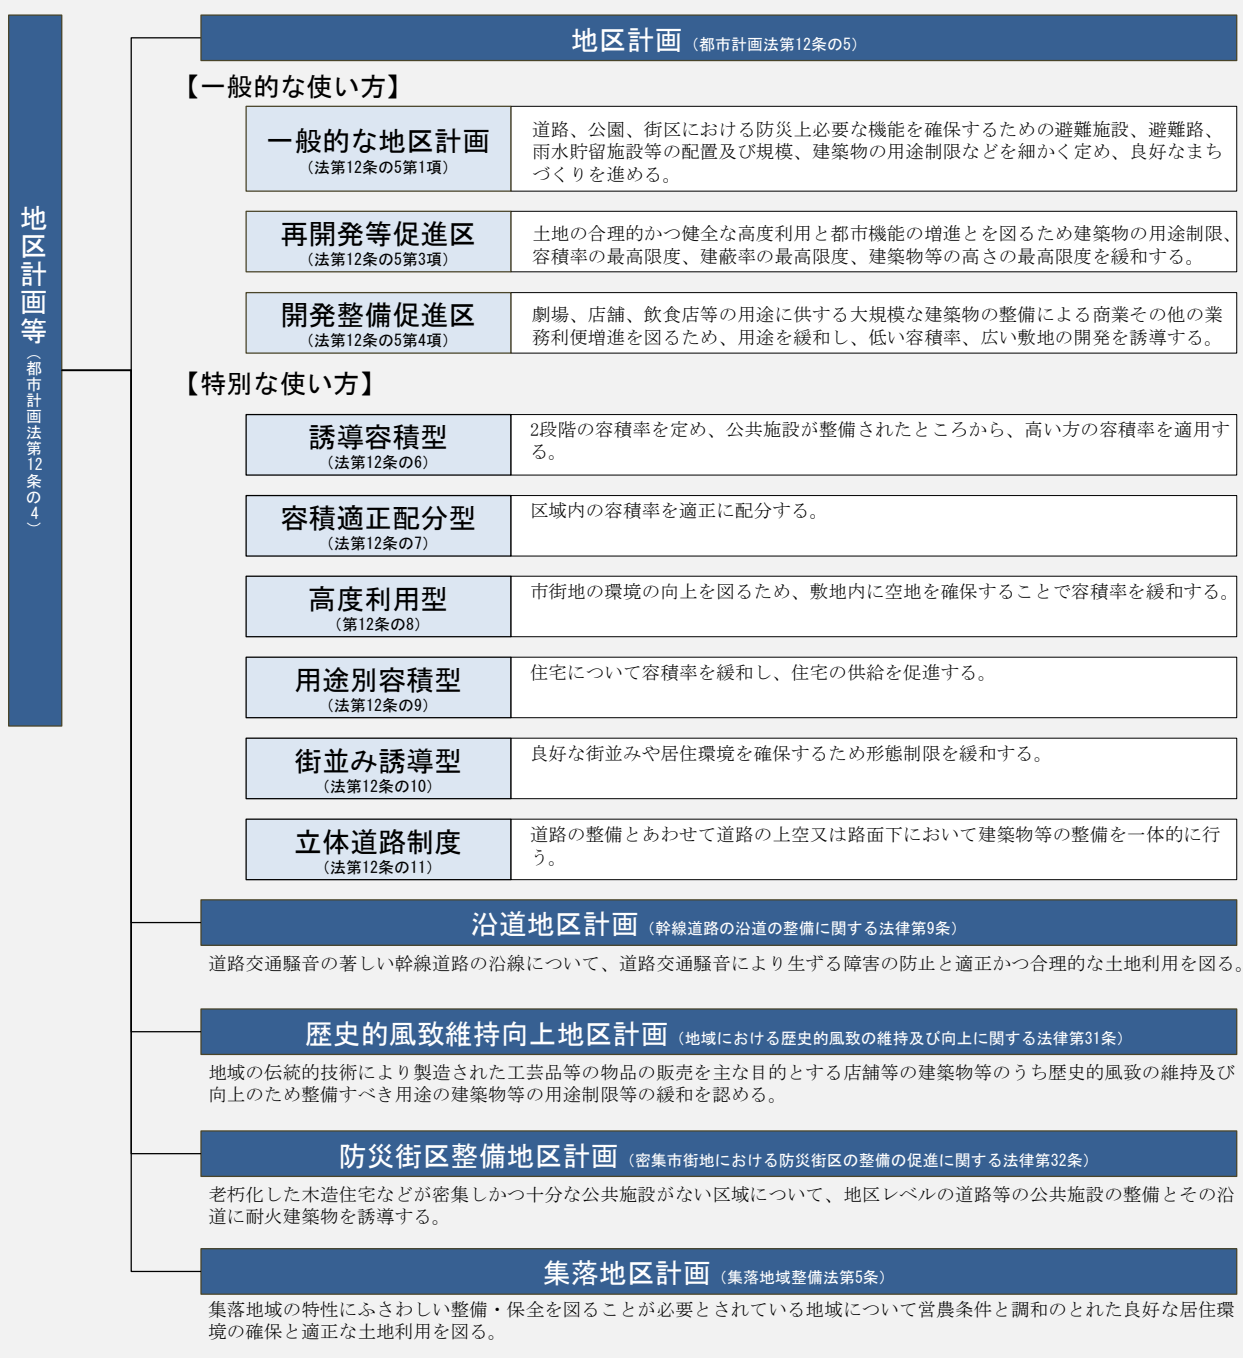 地区計画等（都市計画法第12条の4）
地区計画（都市計画法第12条の5）
【一般的な使い方】
一般的な地区計画
（法第12条の5第1項）
道路、公園、街区における防災上必要な機能を確保するための避難施設、避難路、
雨水貯留施設等の配置及び規模、建築物の用途制限などを細かく定め、良好なまち
づくりを進める。
再開発等促進区
（法第12条の5第3項）
土地の合理的かつ健全な高度利用と都市機能の増進とを図るため建築物の用途制限、
容積率の最高限度、建蔽率の最高限度、建築物等の高さの最高限度を緩和する。
開発整備促進区
（法第12条の5第4項）
劇場、店舗、飲食店等の用途に供する大規模な建築物の整備による商業その他の業
務利便増進を図るため、用途を緩和し、低い容積率、広い敷地の開発を誘導する。
【特別な使い方】
誘導容積型
（法第12条の6）
2段階の容積率を定め、公共施設が整備されたところから、高い方の容積率を適用す
る。
容積適正配分型
（法第12条の7）
区域内の容積率を適正に配分する。
高度利用型
（第12条の8）
市街地の環境の向上を図るため、敷地内に空地を確保することで容積率を緩和する。
用途別容積型
（法第12条の9）
住宅について容積率を緩和し、住宅の供給を促進する。
街並み誘導型
（法第12条の10）
良好な街並みや居住環境を確保するため形態制限を緩和する。
立体道路制度
（法第12条の11）
道路の整備とあわせて道路の上空又は路面下において建築物等の整備を一体的に行
う。
沿道地区計画（幹線道路の沿道の整備に関する法律第9条）
道路交通騒音の著しい幹線道路の沿線について、道路交通騒音により生ずる障害の防止と適正かつ合理的な土地利用を図る。
歴史的風致維持向上地区計画（地域における歴史的風致の維持及び向上に関する法律第31条）
地域の伝統的技術により製造された工芸品等の物品の販売を主な目的とする店舗等の建築物等のうち歴史的風致の維持及び
向上のため整備すべき用途の建築物等の用途制限等の緩和を認める。
防災街区整備地区計画（密集市街地における防災街区の整備の促進に関する法律第32条）
老朽化した木造住宅などが密集しかつ十分な公共施設がない区域について、地区レベルの道路等の公共施設の整備とその沿
道に耐火建築物を誘導する。
集落地区計画（集落地域整備法第5条）
集落地域の特性にふさわしい整備・保全を図ることが必要とされている地域について営農条件と調和のとれた良好な居住環
境の確保と適正な土地利用を図る。